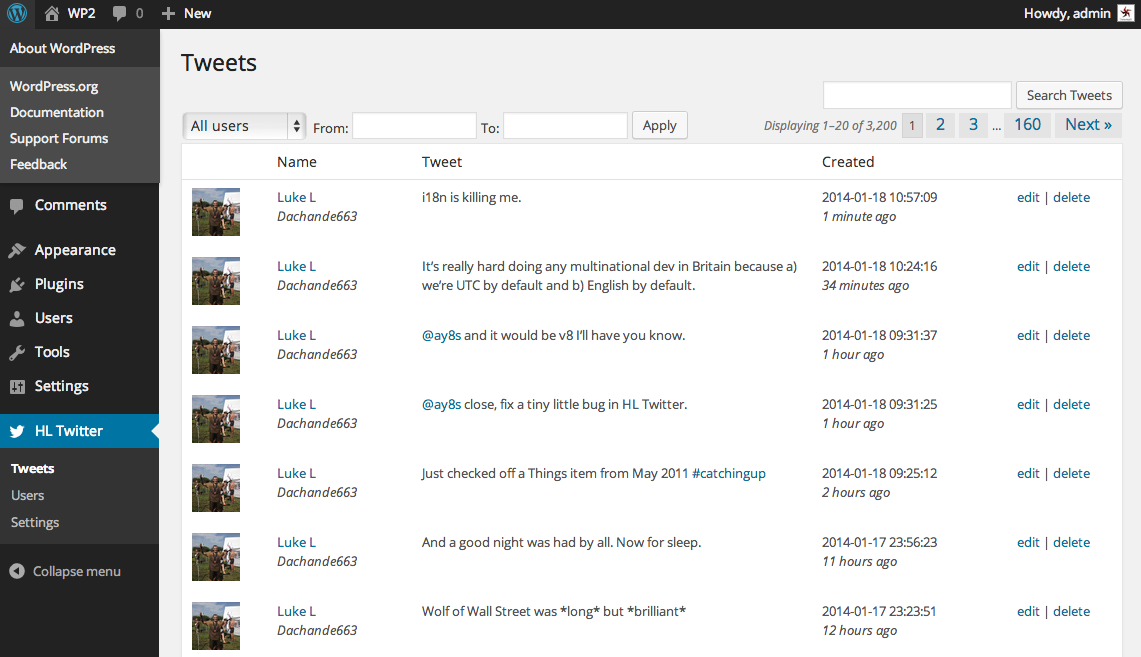 WP2 0 New Howdy, admin
About WordPress
WordPress.org
Documentation
Support Forums
Feedback
Comments
Appearance
Plugins
Users
Tools
Settings
HL Twitter
Tweets
Users
Settings
Collapse menu
Tweets
Search Tweets
All users From: To: Apply Displaying 1–20 of 3,200 1 2 3 ... 160 Next »
Name Tweet Created
Luke L i18n is killing me. 2014-01-18 10:57:09 edit | delete
Dachande663 1 minute ago
Luke L It’s really hard doing any multinational dev in Britain because a) 2014-01-18 10:24:16 edit | delete
Dachande663 we’re UTC by default and b) English by default. 34 minutes ago
Luke L @ay8s and it would be v8 I’ll have you know. 2014-01-18 09:31:37 edit | delete
Dachande663 1 hour ago
Luke L @ay8s close, fix a tiny little bug in HL Twitter. 2014-01-18 09:31:25 edit | delete
Dachande663 1 hour ago
Luke L Just checked off a Things item from May 2011 #catchingup 2014-01-18 09:25:12 edit | delete
Dachande663 2 hours ago
Luke L And a good night was had by all. Now for sleep. 2014-01-17 23:56:23 edit | delete
Dachande663 11 hours ago
Luke L Wolf of Wall Street was *long* but *brilliant* 2014-01-17 23:23:51 edit | delete
Dachande663 12 hours ago